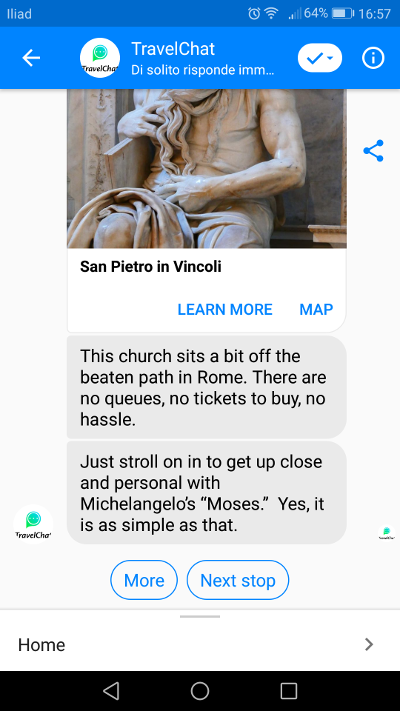 Iliad
64% 16:57
TravelChat
Di solito risponde imm...
TravelChat
San Pietro in Vincoli
LEARN MORE MAP
This church sits a bit off the
beaten path in Rome. There are
no queues, no tickets to buy, no
hassle.
Just stroll on in to get up close
and personal with
Michelangelo's “Moses.” Yes, it
is as simple as that.
TravelChat
TravelChat
More Next stop
Home